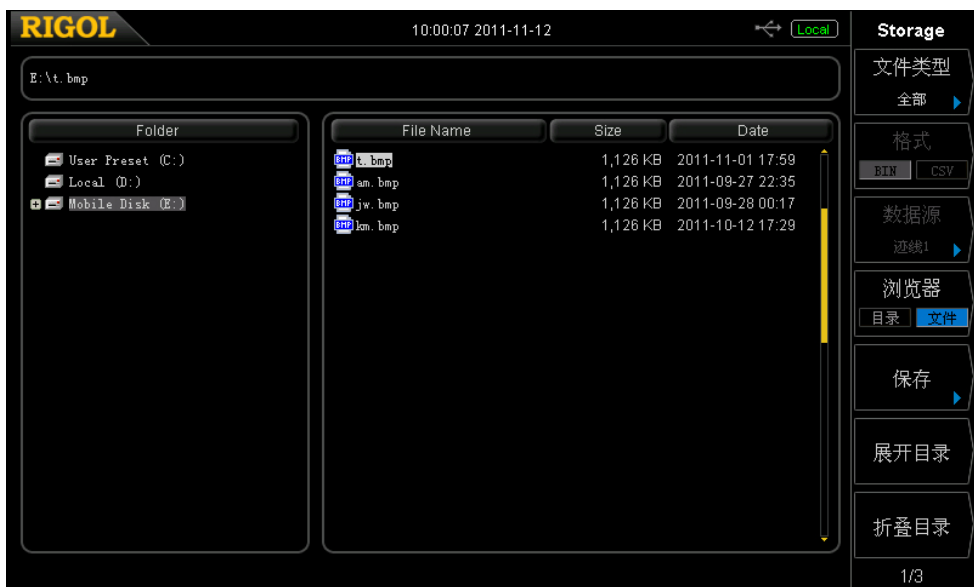 RIGOL
10:00:07 2011-11-12
Local
E:\t.bmp
Folder
User Preset (C:)
Local (D:)
Mobile Disk (E:)
File Name Size Date
BMP t.bmp 1,126 KB 2011-11-01 17:59
BMP am.bmp 1,126 KB 2011-09-27 22:35
BMP jw.bmp 1,126 KB 2011-09-28 00:17
BMP km.bmp 1,126 KB 2011-10-12 17:29
Storage
文件类型
全部
格式
BIN CSV
数据源
迹线1
浏览器
目录 文件
保存
展开目录
折叠目录
1/3